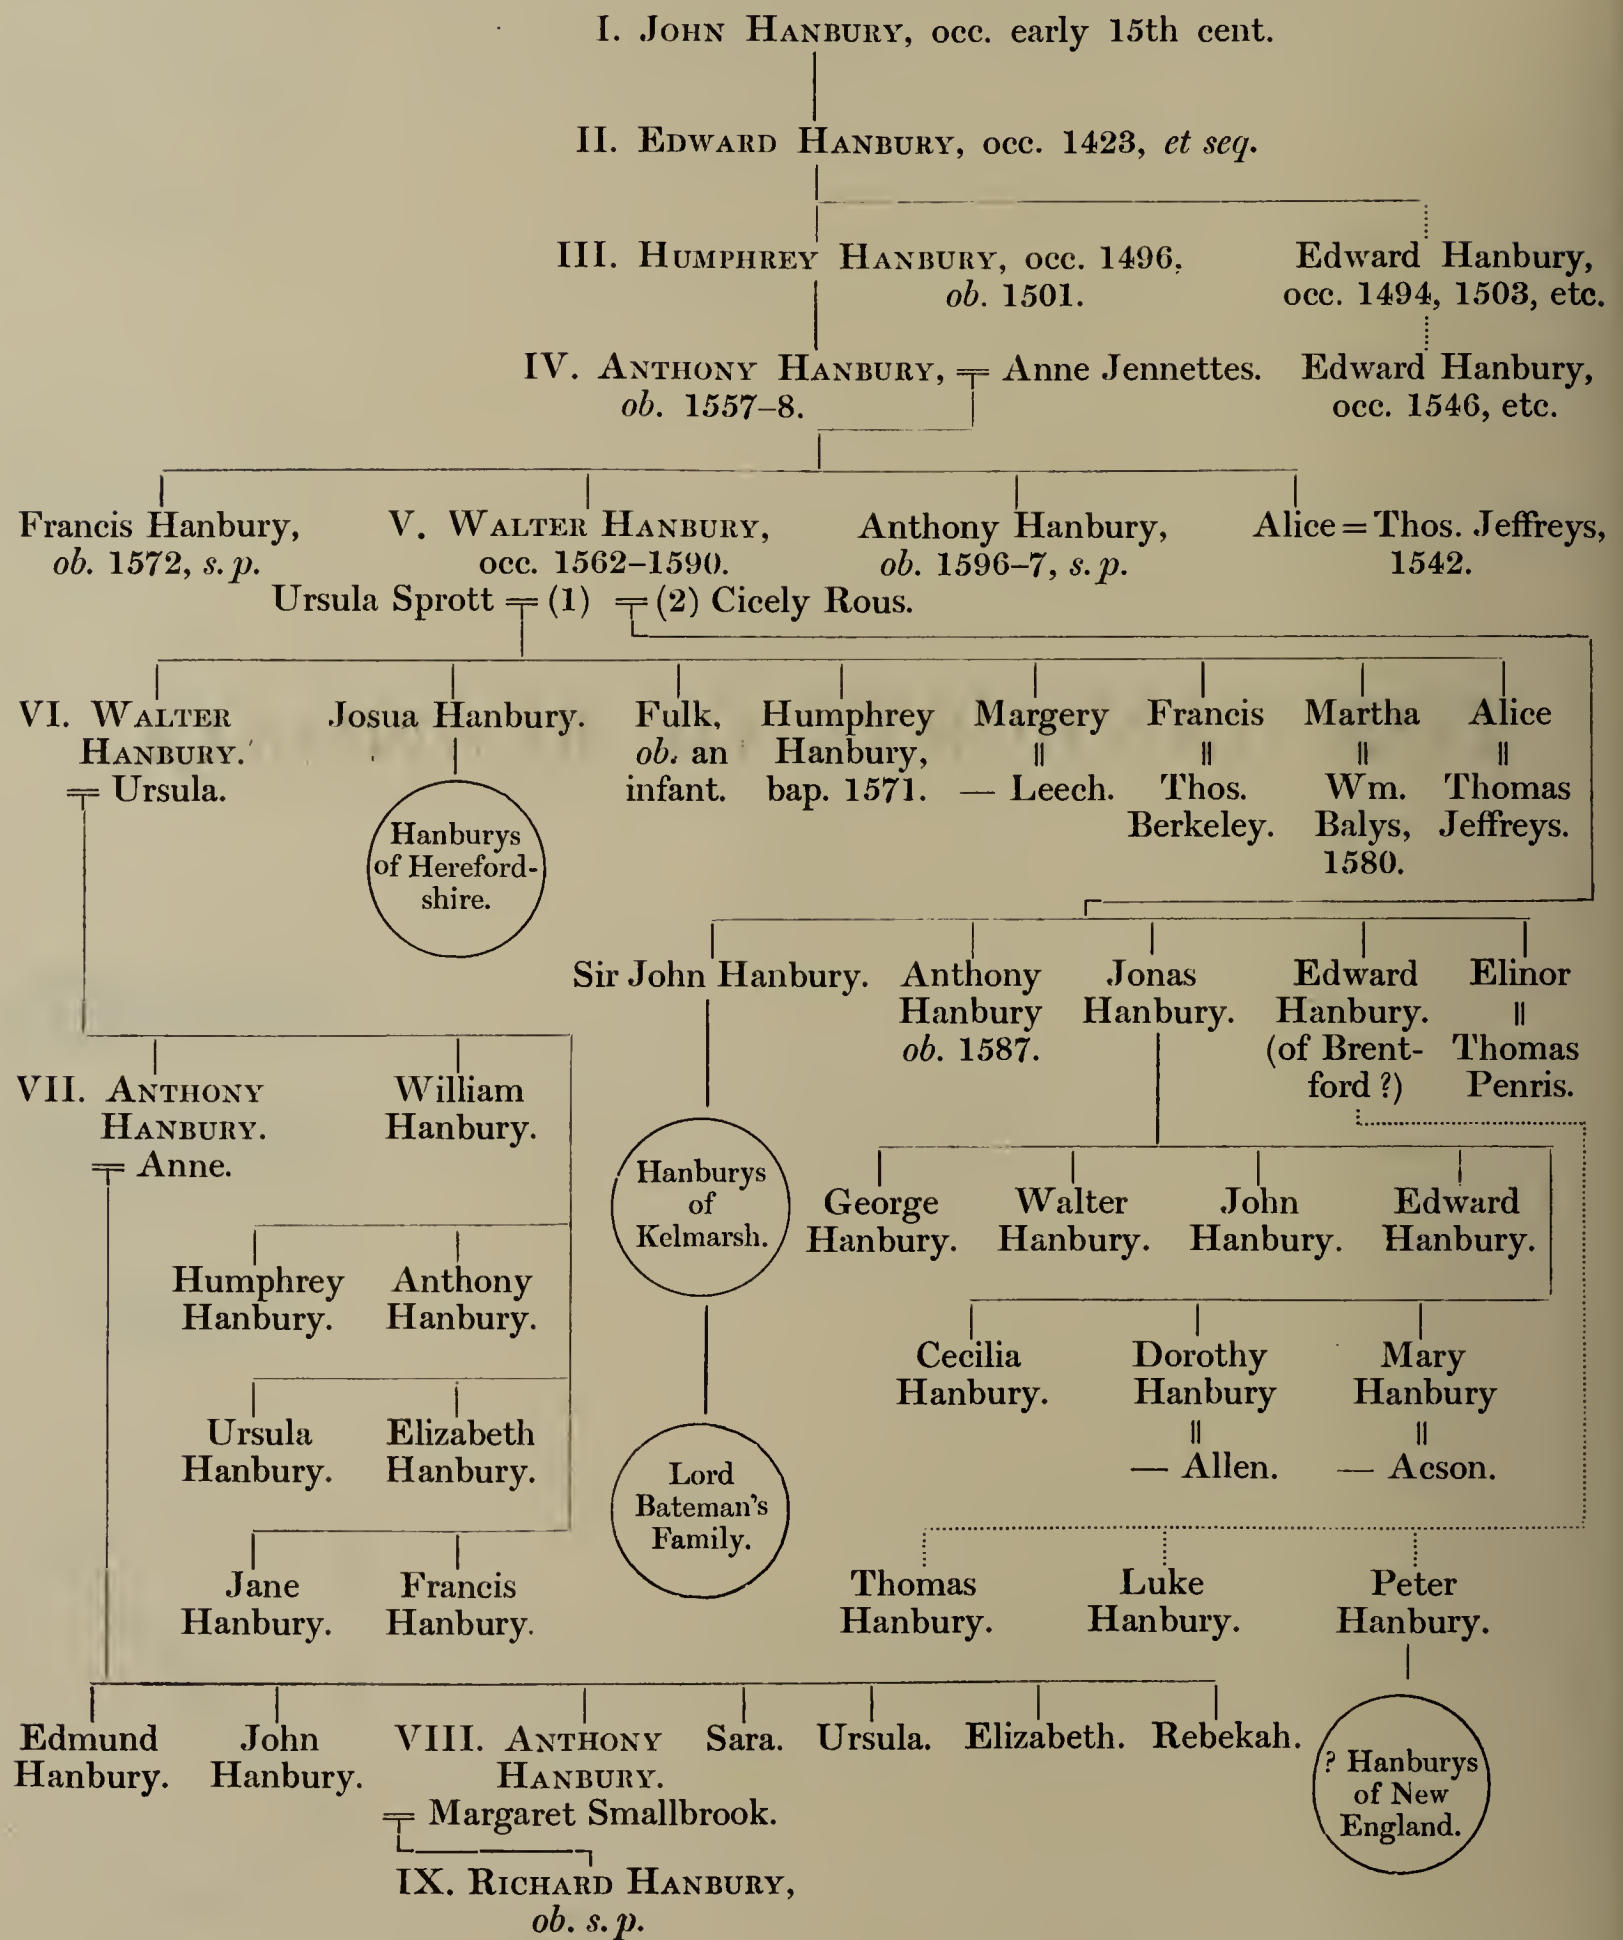 I. JOHN HANBURY, occ. early 15th cent.
II. EDWARD HANBURY, occ. 1423, et seq.
III. HUMPHREY HANBURY, occ. 1496.
ob. 1501.
Edward Hanbury,
occ. 1494, 1503, etc.
IV. ANTHONY HANBURY, = Anne Jennettes.
ob. 1557–8.
Edward Hanbury,
occ. 1546, etc.
Francis Hanbury,
ob. 1572, s.p.
V. WALTER HANBURY,
occ. 1562–1590.
Ursula Sprott = (1) = (2) Cicely Rous.
Anthony Hanbury,
ob. 1596–7, s.p.
Alice = Thos. Jeffreys,
1542.
VI. WALTER
HANBURY.
= Ursula.
Josua Hanbury.
Hanburys
of Hereford-
shire.
Fulk,
ob. an
infant.
Humphrey
Hanbury,
bap. 1571.
Margery
=
— Leech.
Francis
=
Thos.
Berkeley.
Martha
=
Wm.
Balys,
1580.
Alice
=
Thomas
Jeffreys.
Sir John Hanbury.
Anthony
Hanbury
ob. 1587.
Jonas
Hanbury.
Edward
Hanbury.
(of Brent-
ford ?)
Elinor
=
Thomas
Penris.
VII. ANTHONY
HANBURY.
= Anne.
William
Hanbury.
Hanburys
of
Kelmarsh.
George
Hanbury.
Walter
Hanbury.
John
Hanbury.
Edward
Hanbury.
Humphrey
Hanbury.
Anthony
Hanbury.
Cecilia
Hanbury.
Dorothy
Hanbury
=
— Allen.
Mary
Hanbury
=
— Acson.
Ursula
Hanbury.
Elizabeth
Hanbury.
Lord
Bateman's
Family.
Jane
Hanbury.
Francis
Hanbury.
Thomas
Hanbury.
Luke
Hanbury.
Peter
Hanbury.
Edmund
Hanbury.
John
Hanbury.
VIII. ANTHONY
HANBURY.
= Margaret Smallbrook.
Sara.
Ursula.
Elizabeth.
Rebekah.
? Hanburys
of New
England.
IX. RICHARD HANBURY,
ob. s.p.